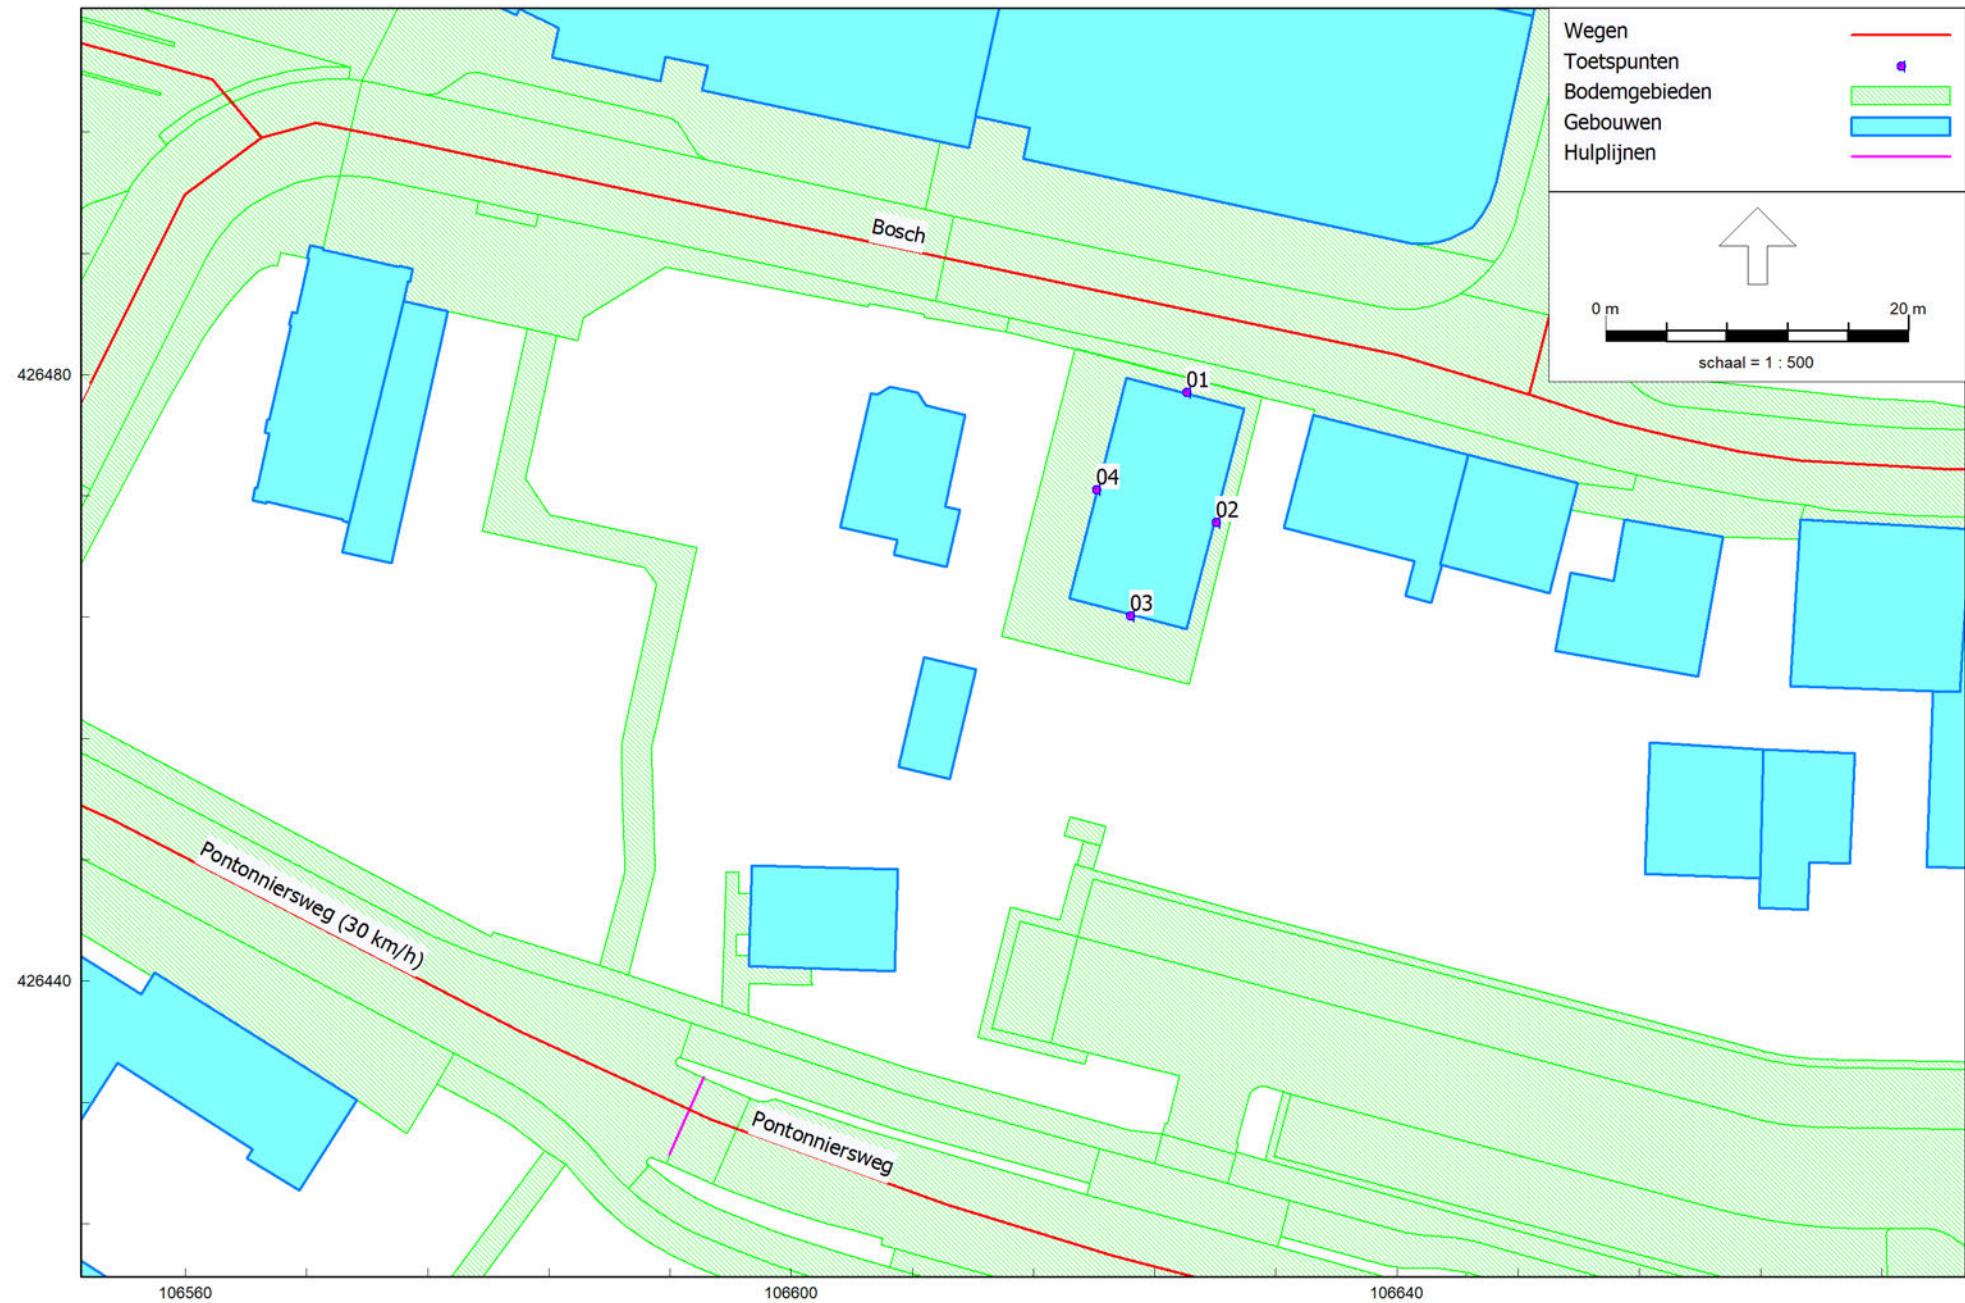 Wegen
Toetspunten
Bodemgebieden
Gebouwen
Hulplijnen
0 m 20 m
schaal = 1 : 500
Bosch
01
04
02
03
426480
426440
Pontonniersweg (30 km/h)
Pontonniersweg
106560 106600 106640